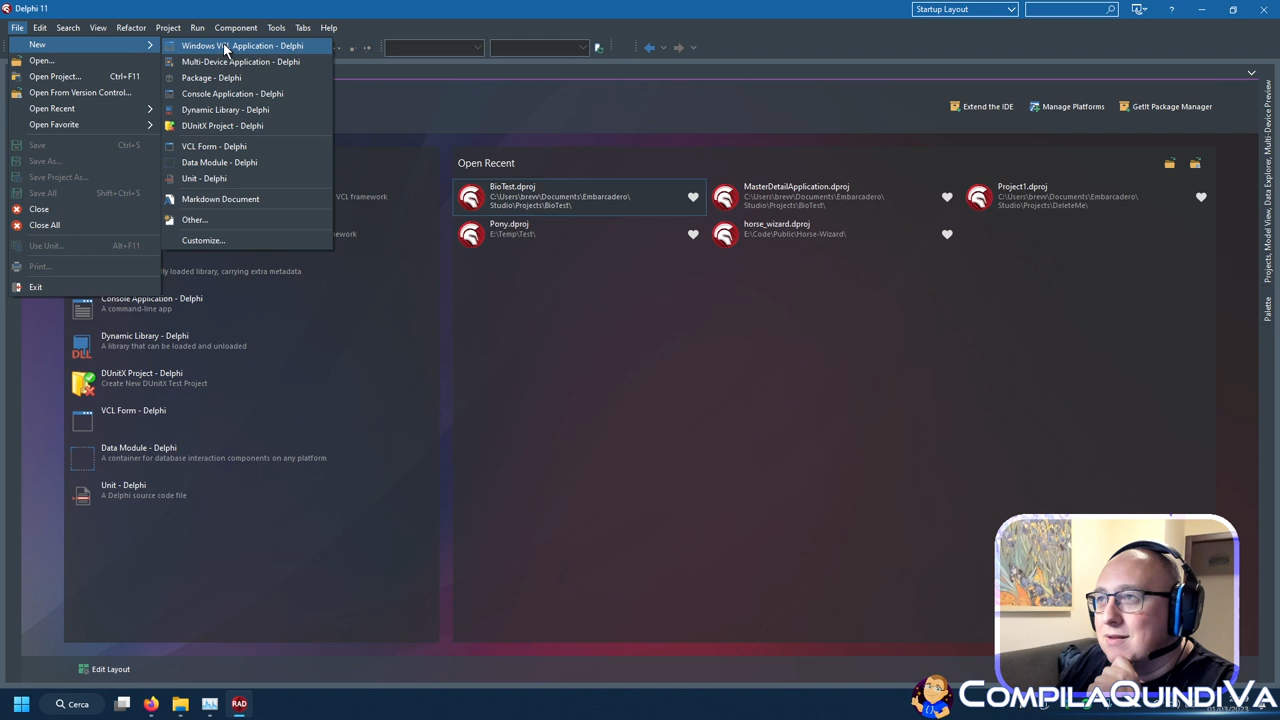 Delphi 11
Startup Layout
File Edit Search View Refactor Project Run Component Tools Tabs Help
New
Open...
Open Project... Ctrl+F11
Open From Version Control...
Open Recent
Open Favorite
Save Ctrl+S
Save As...
Save Project As...
Save All Shift+Ctrl+S
Close
Close All
Use Unit... Alt+F11
Print...
Exit
Windows VCL Application - Delphi
Multi-Device Application - Delphi
Package - Delphi
Console Application - Delphi
Dynamic Library - Delphi
DUnitX Project - Delphi
VCL Form - Delphi
Data Module - Delphi
Unit - Delphi
Markdown Document
Other...
Customize...
Extend the IDE
Manage Platforms
GetIt Package Manager
VCL framework
loaded library, carrying extra metadata
Console Application - Delphi
A command-line app
Dynamic Library - Delphi
A library that can be loaded and unloaded
DLL
DUnitX Project - Delphi
Create New DUnitX Test Project
VCL Form - Delphi
Data Module - Delphi
A container for database interaction components on any platform
Unit - Delphi
A Delphi source code file
Edit Layout
Open Recent
BioTest.dproj
C:\Users\brevv\Documents\Embarcadero\
Studio\Projects\BioTest\
MasterDetailApplication.dproj
C:\Users\brevv\Documents\Embarcadero\
Studio\Projects\BioTest\
Project1.dproj
C:\Users\brevv\Documents\Embarcadero\
Studio\Projects\DeleteMe\
Pony.dproj
E:\Temp\Test\
horse_wizard.dproj
E:\Code\Public\Horse-Wizard\
Projects, Model View, Data Explorer, Multi-Device Preview
Palette
Cerca
RAD
COMPILAQUINDIVA